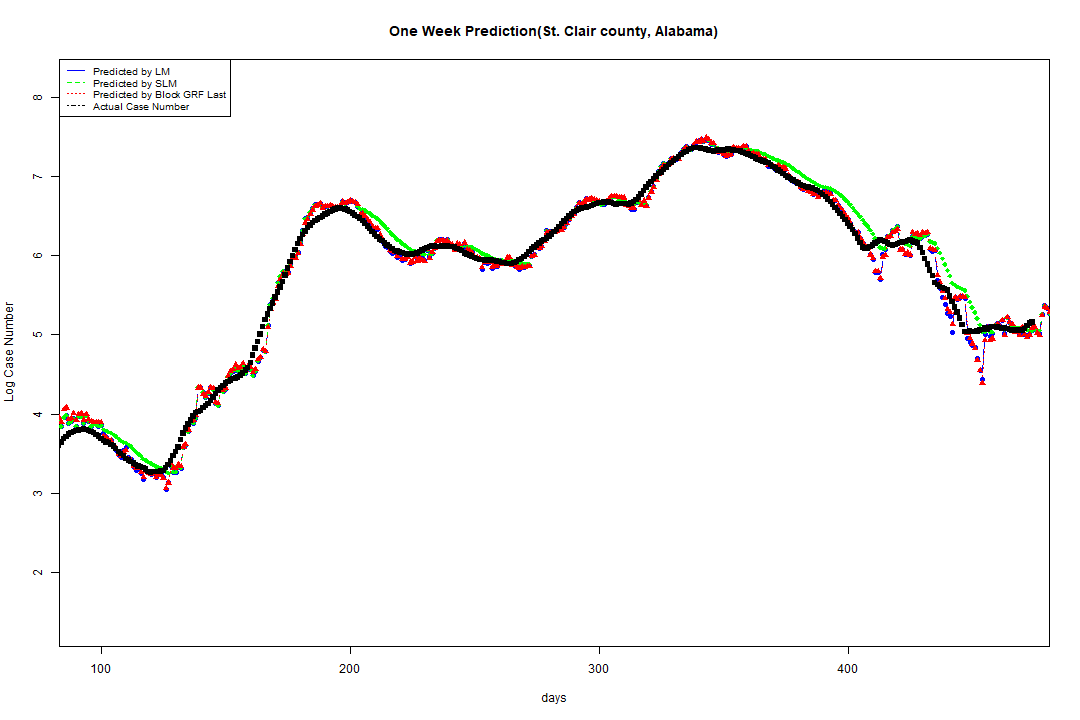 One Week Prediction(St. Clair county, Alabama)
Predicted by LM
Predicted by SLM
Predicted by Block GRF Last
Actual Case Number
8
7
6
5
4
3
2
Log Case Number
100 200 300 400
days